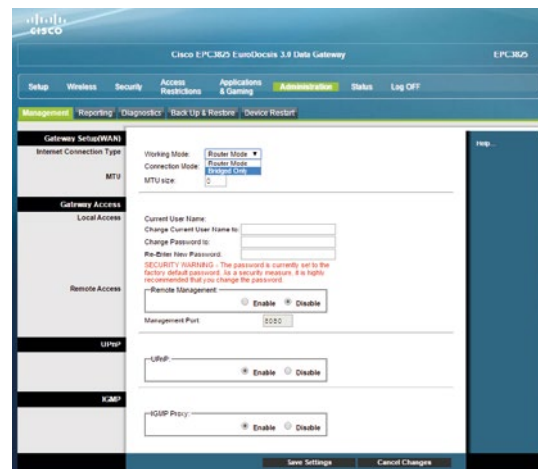 CISCO
Cisco EPC3825 EuroDocsis 3.0 Data Gateway
EPC3825
Setup Wireless Security Access Restrictions Applications & Gaming Administration Status Log OFF
Management Reporting Diagnostics Back Up & Restore Device Restart
Gateway Setup(WAN)
Help...
Internet Connection Type
Working Mode: Router Mode
Connection Mode: Router Mode
Bridged Only
MTU
MTU size: 0
Gateway Access
Local Access
Current User Name:
Change Current User Name to:
Change Password to:
Re-Enter New Password:
SECURITY WARNING - The password is currently set to the
factory default password. As a security measure, it is highly
recommended that you change the password.
Remote Access
Remote Management:
Enable Disable
Management Port: 8080
UPnP
UPnP:
Enable Disable
IGMP
IGMP Proxy:
Enable Disable
Save Settings Cancel Changes